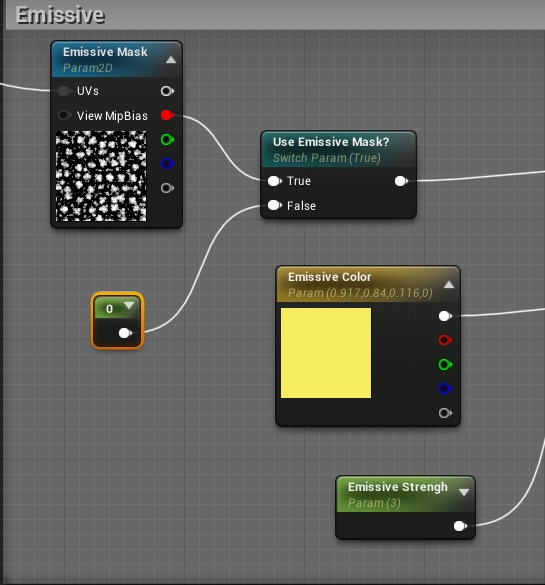 Emissive
Emissive Mask
Param2D
UVs
View MipBias
Use Emissive Mask?
Switch Param (True)
True
False
0
Emissive Color
Param (0.917,0.84,0.116,0)
Emissive Strengh
Param (3)